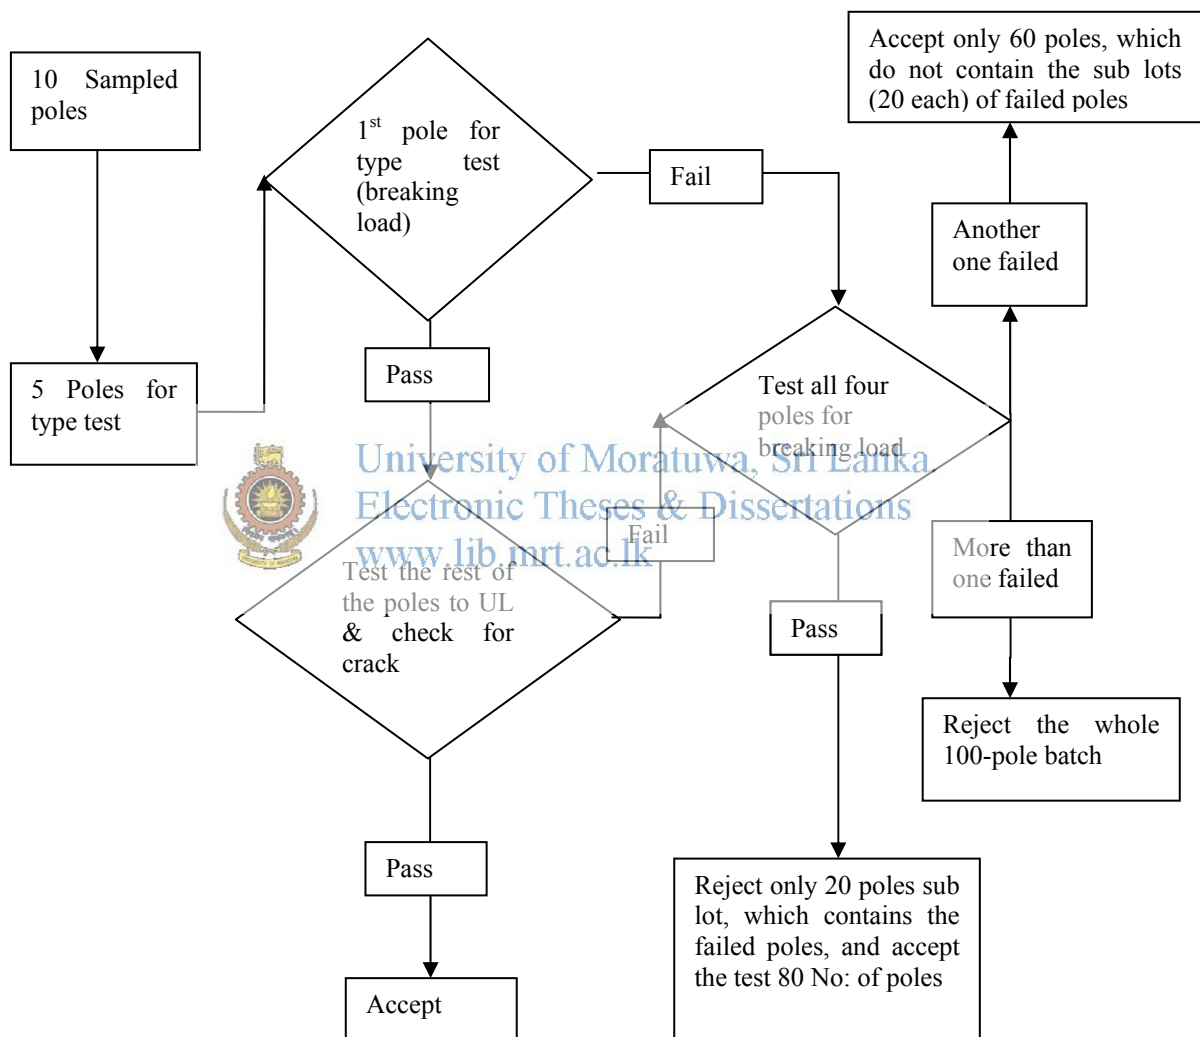 10 Sampled
poles
1st pole for
type test
(breaking
load)
Fail
Accept only 60 poles, which
do not contain the sub lots
(20 each) of failed poles
Another
one failed
5 Poles for
type test
Pass
Test all four
poles for
breaking load
University of Moratuwa, Sri Lanka.
Electronic Theses & Dissertations
www.lib.mrt.ac.lk
UNIVERSITY OF MORATUWA
Fail
Test the rest of
the poles to UL
& check for
crack
More than
one failed
Pass
Reject the whole
100-pole batch
Pass
Reject only 20 poles sub
lot, which contains the
failed poles, and accept
the test 80 No: of poles
Accept